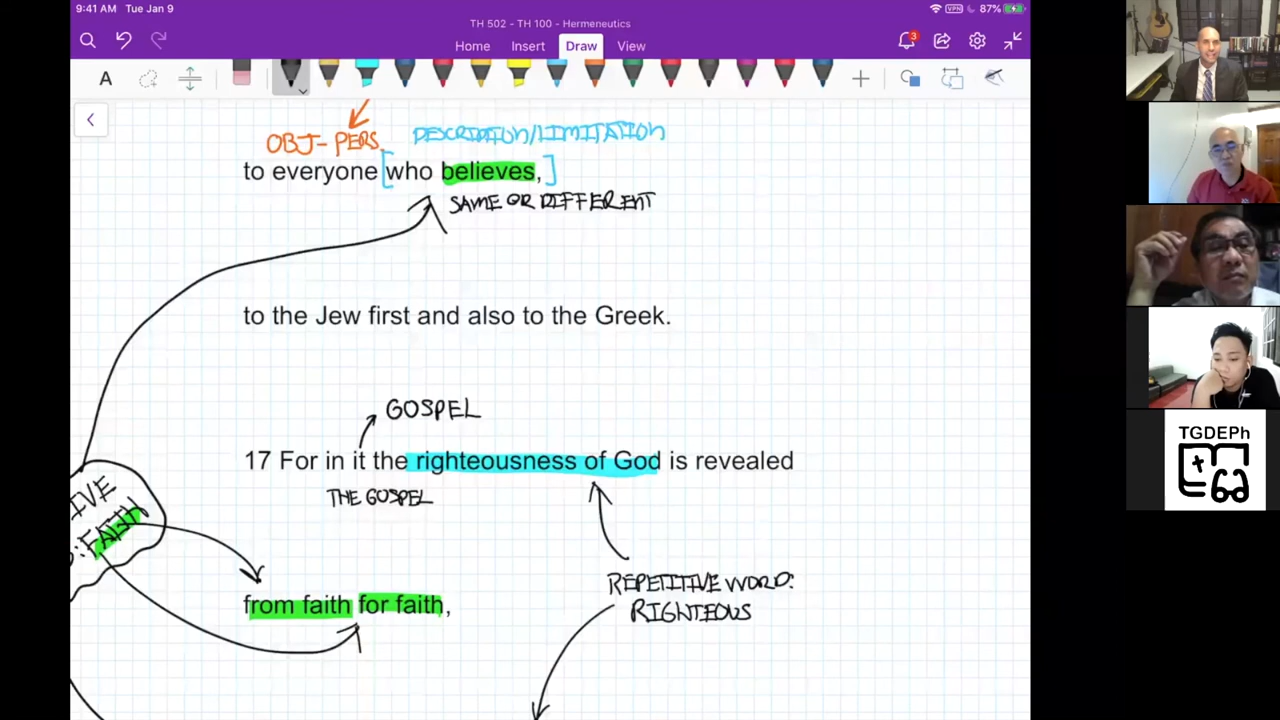 9:41 AM Tue Jan 9
VPN
87%
TH 502 - TH 100 - Hermeneutics
Home Insert Draw View
3
A
OBJ- PERS.
DESCRIPTION/LIMITATION
to everyone [who believes,]
SAME OR DIFFERENT
to the Jew first and also to the Greek.
GOSPEL
17 For in it the righteousness of God is revealed
THE GOSPEL
FAITH
from faith for faith,
REPETITIVE WORD:
RIGHTEOUS
TGDEPh